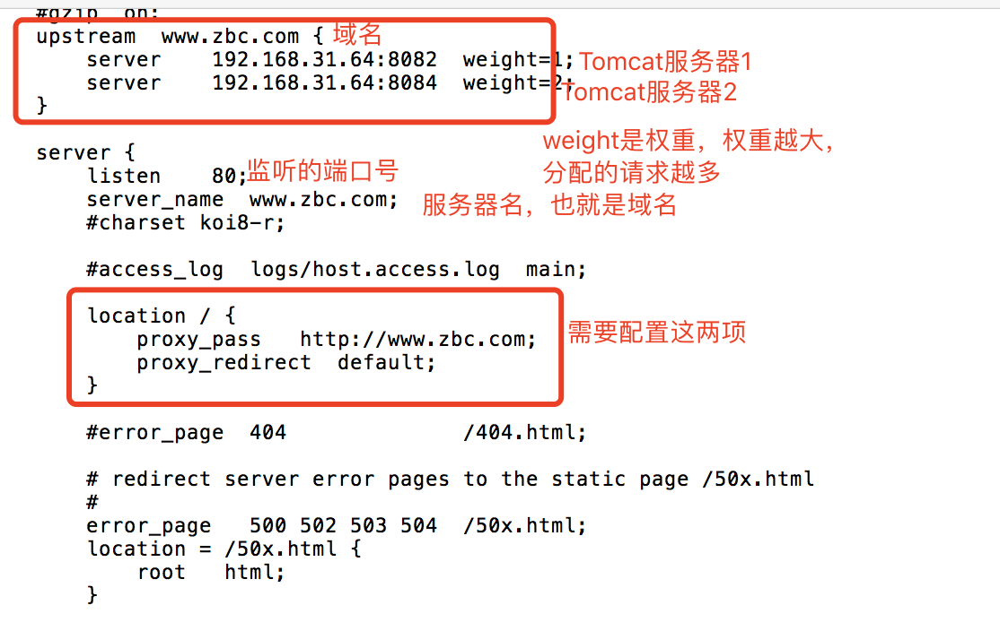 #gzip  on;
upstream  www.zbc.com { 域名
server    192.168.31.64:8082  weight=1; Tomcat服务器1
server    192.168.31.64:8084  weight=2; Tomcat服务器2
}
weight是权重，权重越大，
分配的请求越多
server {
listen    80; 监听的端口号
server_name  www.zbc.com; 服务器名，也就是域名
#charset koi8-r;
#access_log  logs/host.access.log  main;
location / {
proxy_pass   http://www.zbc.com; 需要配置这两项
proxy_redirect  default;
}
#error_page  404              /404.html;
# redirect server error pages to the static page /50x.html
#
error_page   500 502 503 504  /50x.html;
location = /50x.html {
root   html;
}